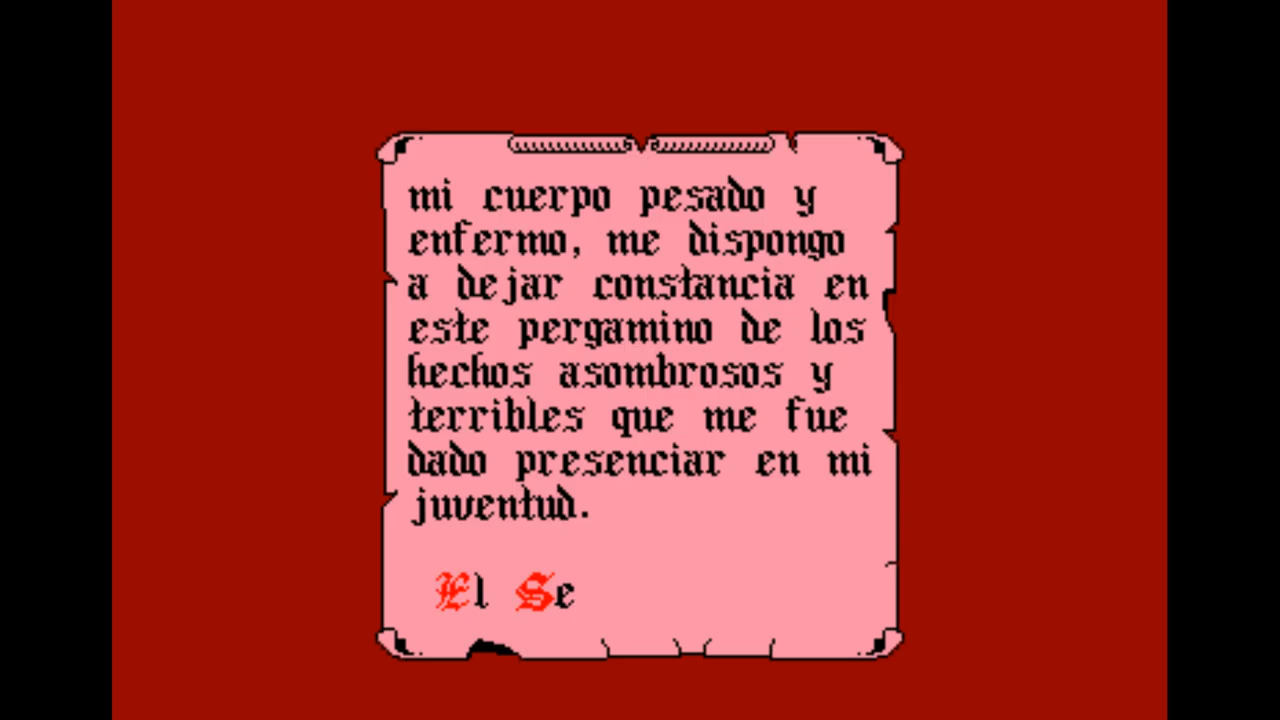 mi cuerpo pesado y
enfermo, me dispongo
a dejar constancia en
este pergamino de los
hechos asombrosos y
terribles que me fue
dado presenciar en mi
juventud.
El Se